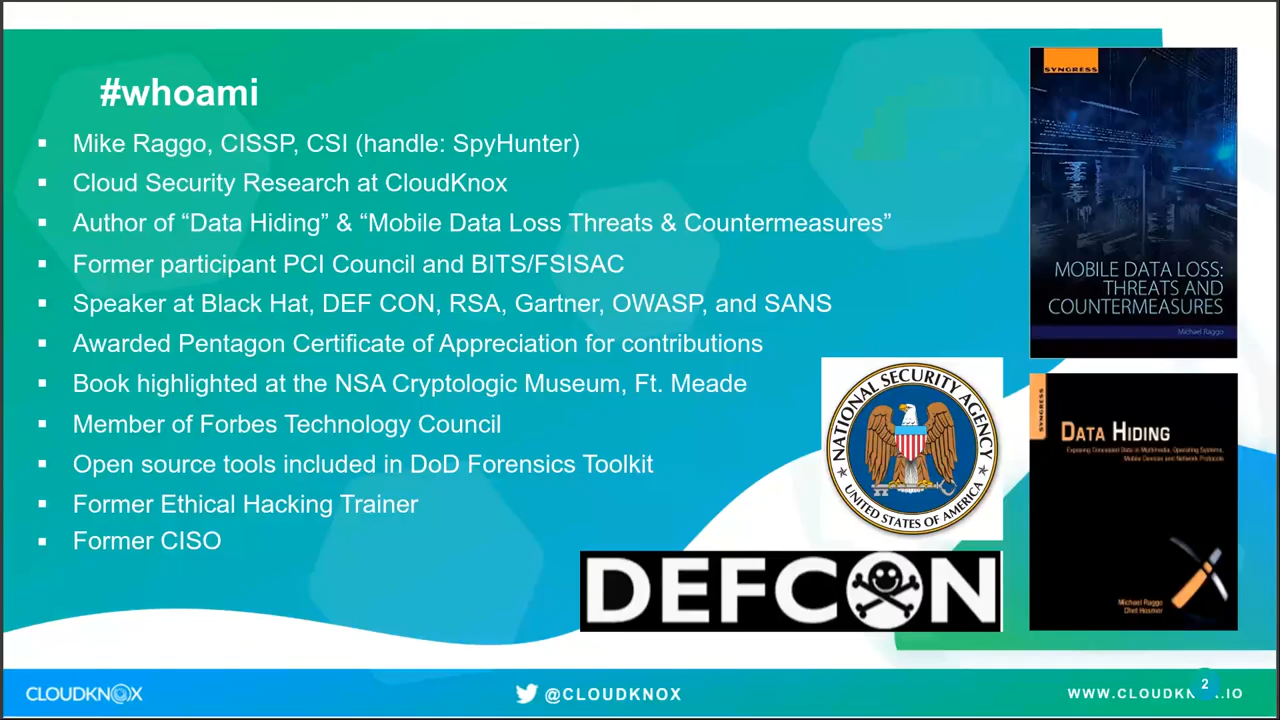 #whoami
Mike Raggo, CISSP, CSI (handle: SpyHunter)
Cloud Security Research at CloudKnox
Author of “Data Hiding” & “Mobile Data Loss Threats & Countermeasures”
Former participant PCI Council and BITS/FSISAC
Speaker at Black Hat, DEF CON, RSA, Gartner, OWASP, and SANS
Awarded Pentagon Certificate of Appreciation for contributions
Book highlighted at the NSA Cryptologic Museum, Ft. Meade
Member of Forbes Technology Council
Open source tools included in DoD Forensics Toolkit
Former Ethical Hacking Trainer
Former CISO
SYNGRESS
MOBILE DATA LOSS:
THREATS AND
COUNTERMEASURES
Michael Raggo
NATIONAL SECURITY AGENCY
UNITED STATES OF AMERICA
SYNGRESS
DATA HIDING
Exposing Concealed Data in Multimedia, Operating Systems,
Mobile Devices and Network Protocols
Michael Raggo
Chet Hosmer
DEFCON
CLOUDKNOX
@CLOUDKNOX
2